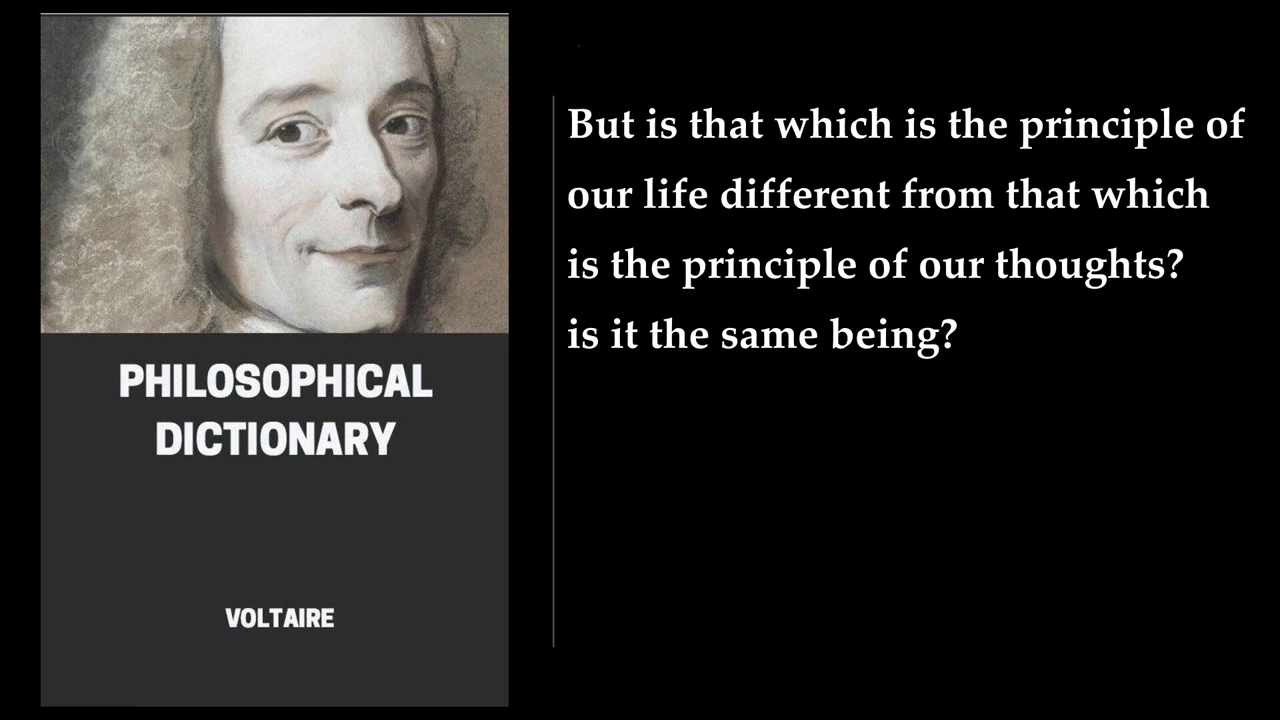 PHILOSOPHICAL
DICTIONARY
VOLTAIRE
But is that which is the principle of
our life different from that which
is the principle of our thoughts?
is it the same being?